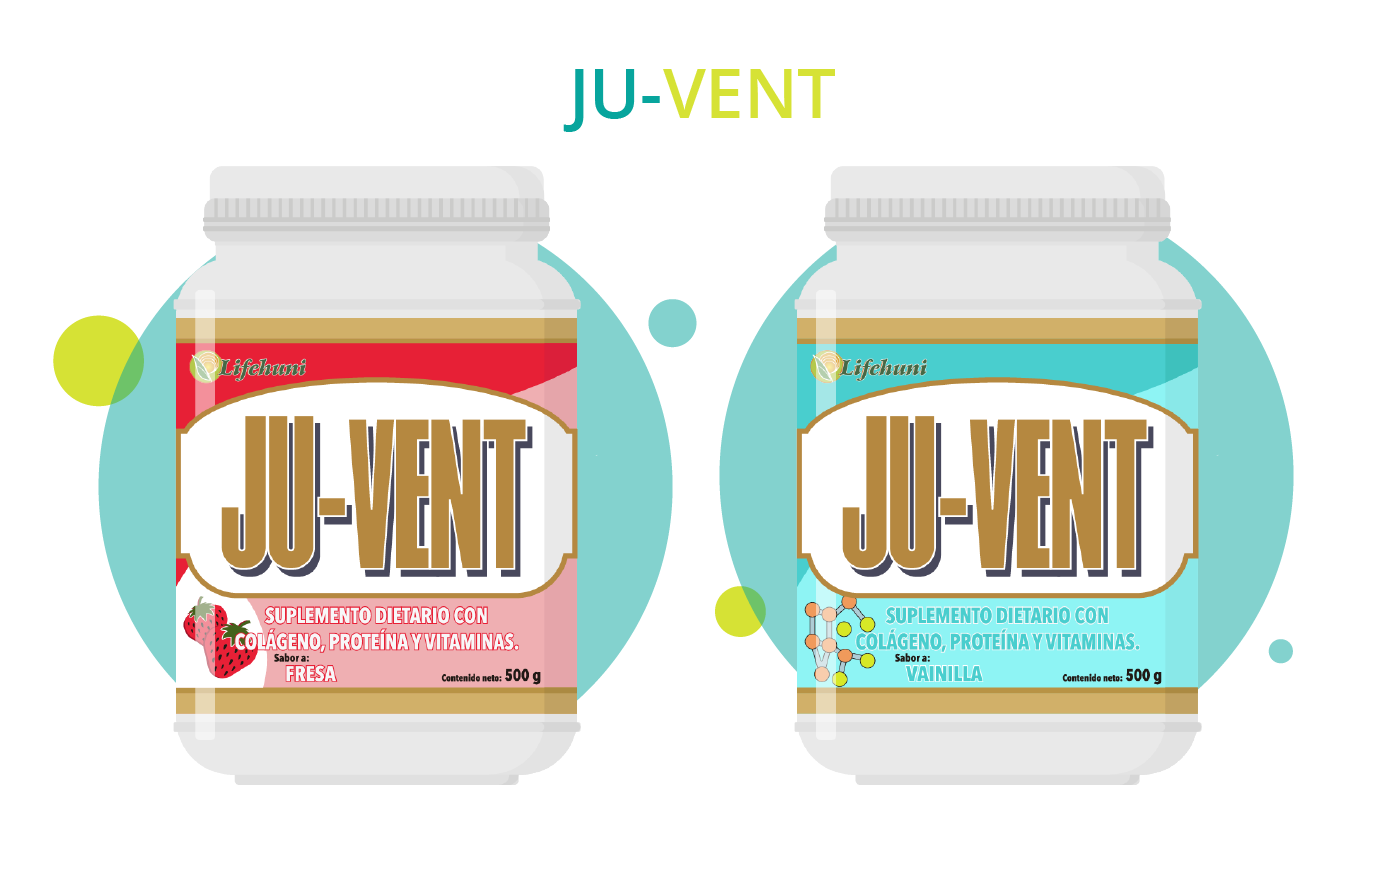 JU-VENT
Lifehuni
JU-VENT
SUPLEMENTO DIETARIO CON
COLÁGENO, PROTEÍNA Y VITAMINAS.
Sabor a:
FRESA
Contenido neto: 500 g
Lifehuni
JU-VENT
SUPLEMENTO DIETARIO CON
COLÁGENO, PROTEÍNA Y VITAMINAS.
Sabor a:
VAINILLA
Contenido neto: 500 g